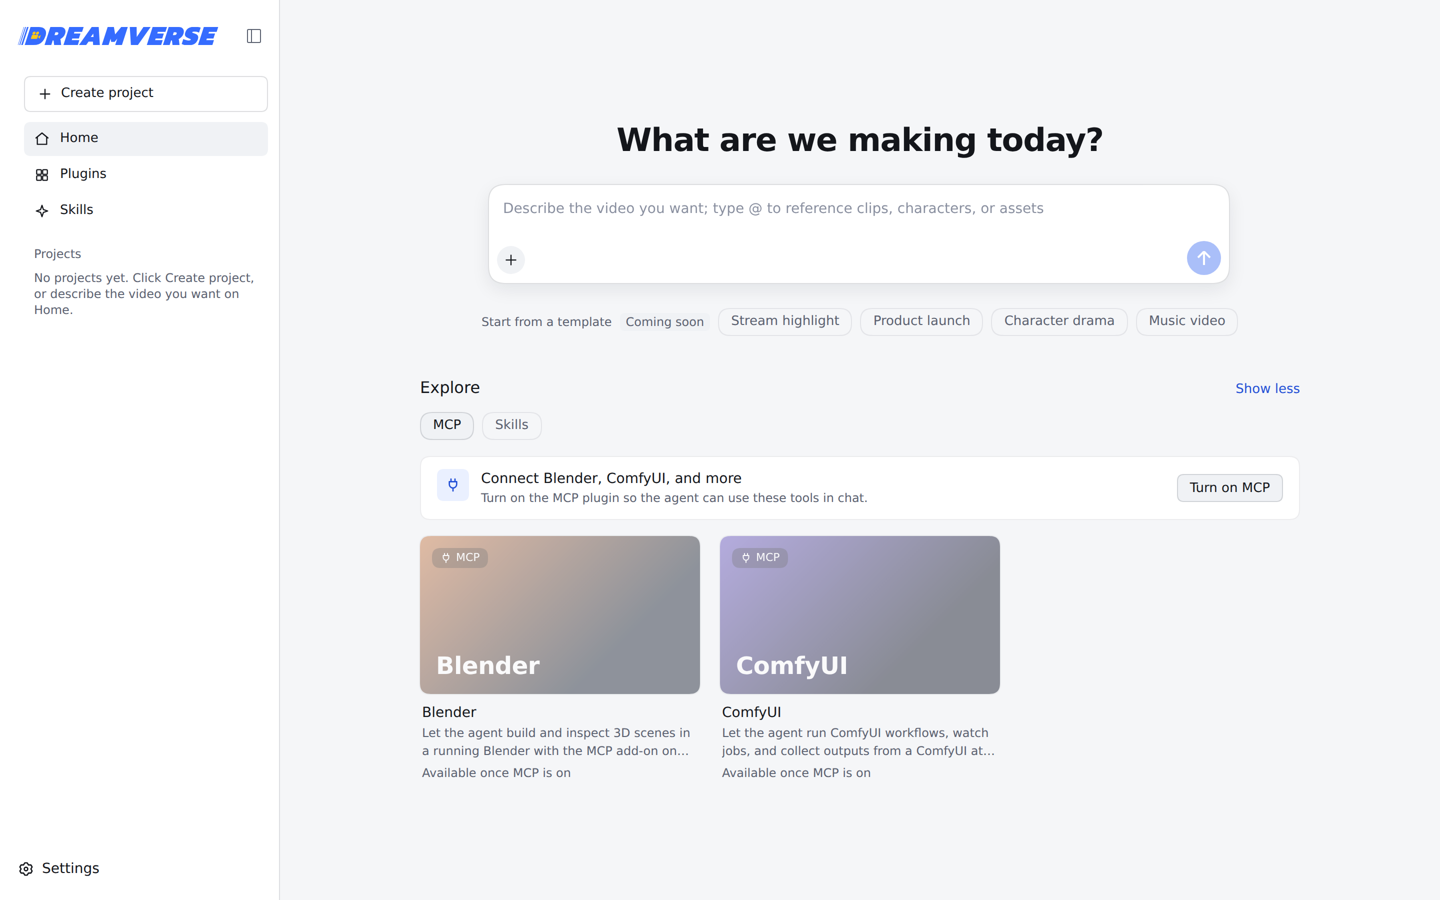 DREAMVERSE
Create project
Home
Plugins
Skills
Projects
No projects yet. Click Create project,
or describe the video you want on
Home.
Settings
What are we making today?
Describe the video you want; type @ to reference clips, characters, or assets
Start from a template Coming soon Stream highlight Product launch Character drama Music video
Explore Show less
MCP Skills
Connect Blender, ComfyUI, and more
Turn on the MCP plugin so the agent can use these tools in chat.
Turn on MCP
MCP
Blender
Blender
Let the agent build and inspect 3D scenes in
a running Blender with the MCP add-on on...
Available once MCP is on
MCP
ComfyUI
ComfyUI
Let the agent run ComfyUI workflows, watch
jobs, and collect outputs from a ComfyUI at...
Available once MCP is on